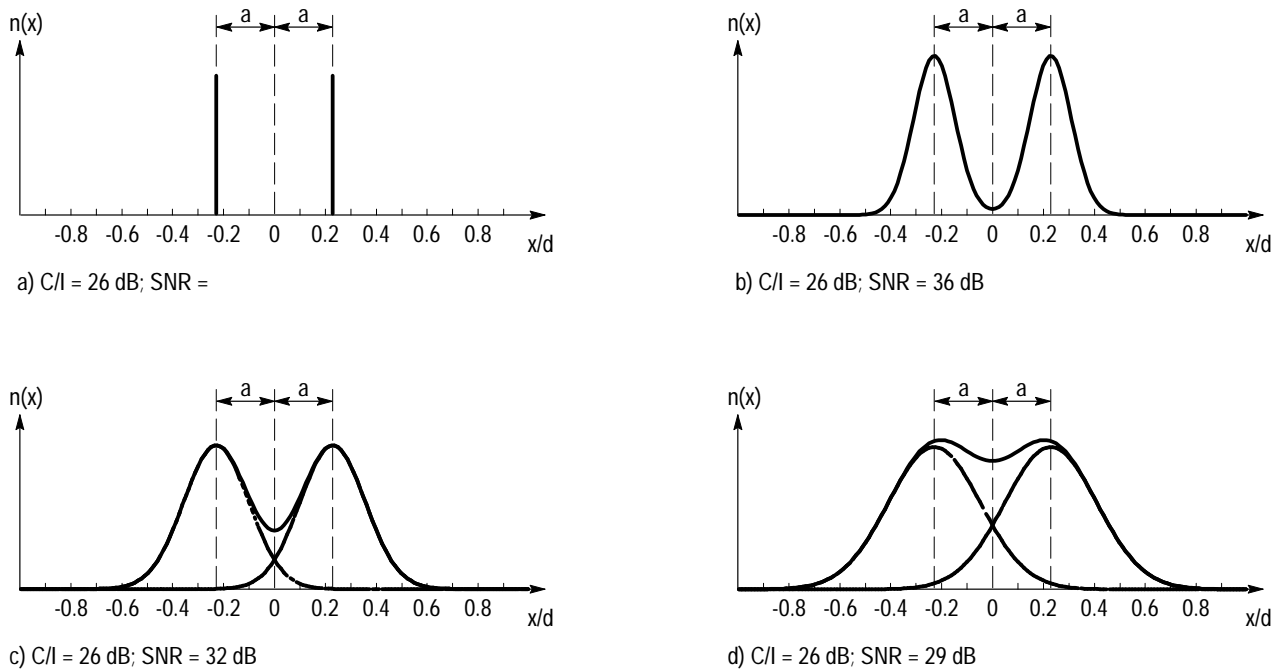 a a
n(x)
-0.8 -0.6 -0.4 -0.2 0 0.2 0.4 0.6 0.8
x/d
a) C/I = 26 dB; SNR =
a a
n(x)
-0.8 -0.6 -0.4 -0.2 0 0.2 0.4 0.6 0.8
x/d
b) C/I = 26 dB; SNR = 36 dB
a a
n(x)
-0.8 -0.6 -0.4 -0.2 0 0.2 0.4 0.6 0.8
x/d
c) C/I = 26 dB; SNR = 32 dB
a a
n(x)
-0.8 -0.6 -0.4 -0.2 0 0.2 0.4 0.6 0.8
x/d
d) C/I = 26 dB; SNR = 29 dB